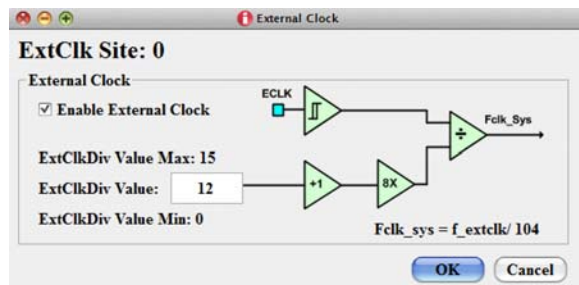 External Clock
ExtClk Site: 0
External Clock
Enable External Clock
ECLK
Fclk_Sys
÷
ExtClkDiv Value Max: 15
ExtClkDiv Value: 12
+1
8X
ExtClkDiv Value Min: 0
Fclk_sys = f_extclk/ 104
OK Cancel